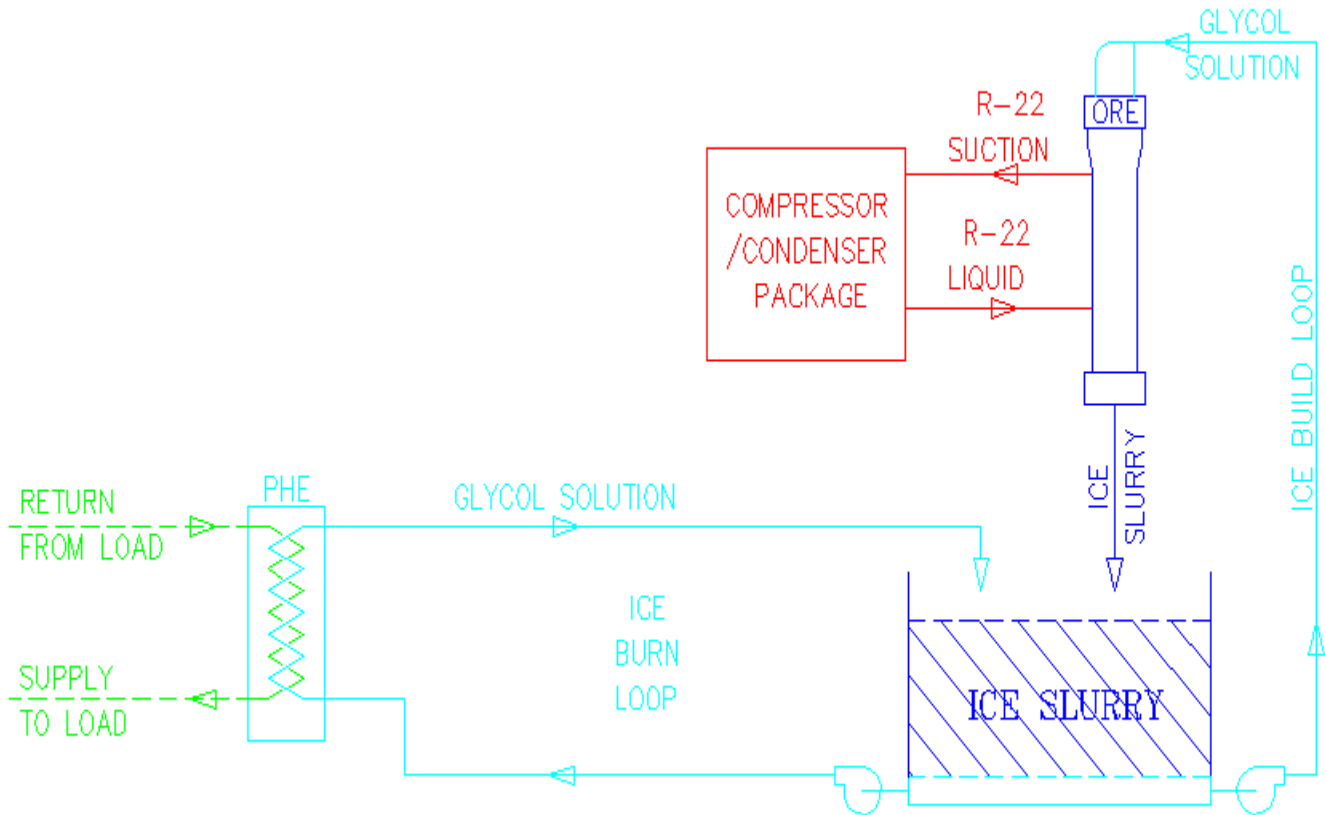 GLYCOL
SOLUTION
ORE
R-22
SUCTION
COMPRESSOR
/CONDENSER
PACKAGE
R-22
LIQUID
ICE BUILD LOOP
ICE
SLURRY
PHE
GLYCOL SOLUTION
RETURN
FROM LOAD
ICE
BURN
LOOP
SUPPLY
TO LOAD
ICE SLURRY